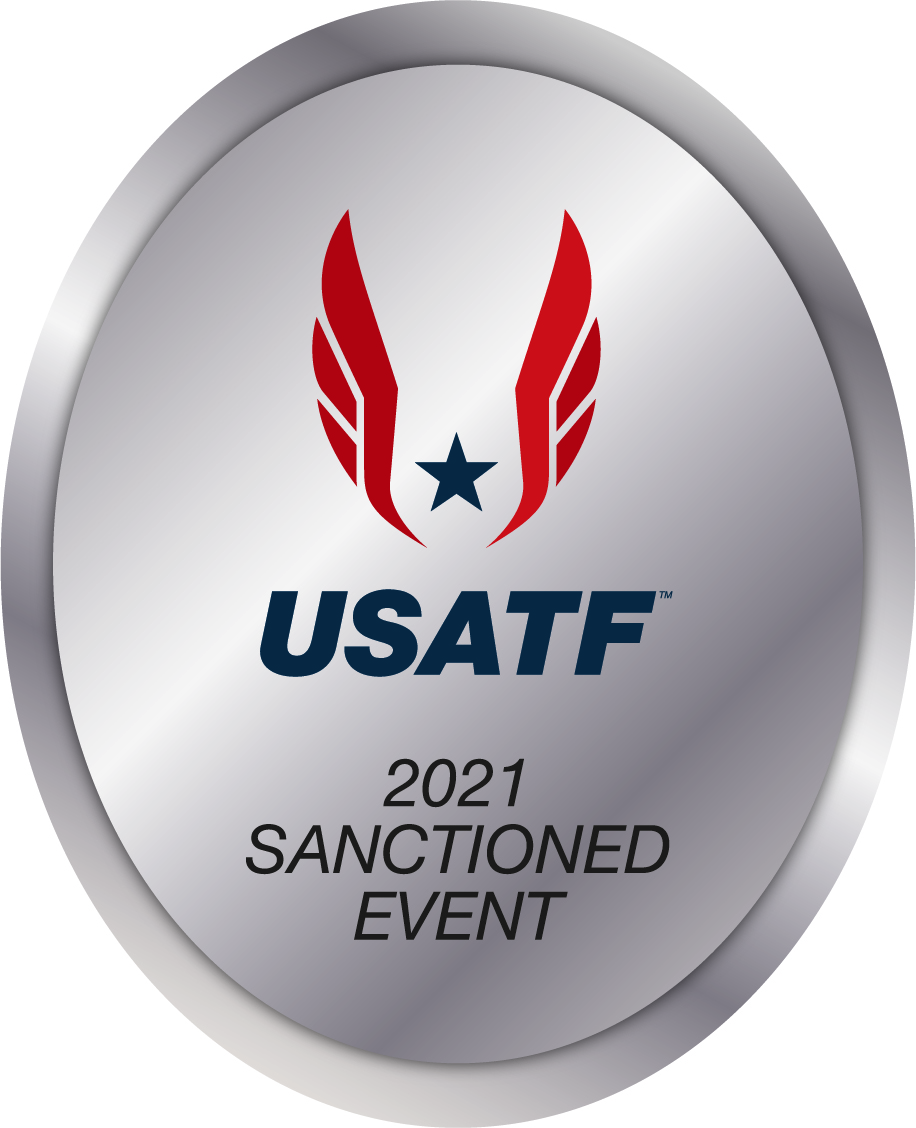 USATF™
2021
SANCTIONED
EVENT